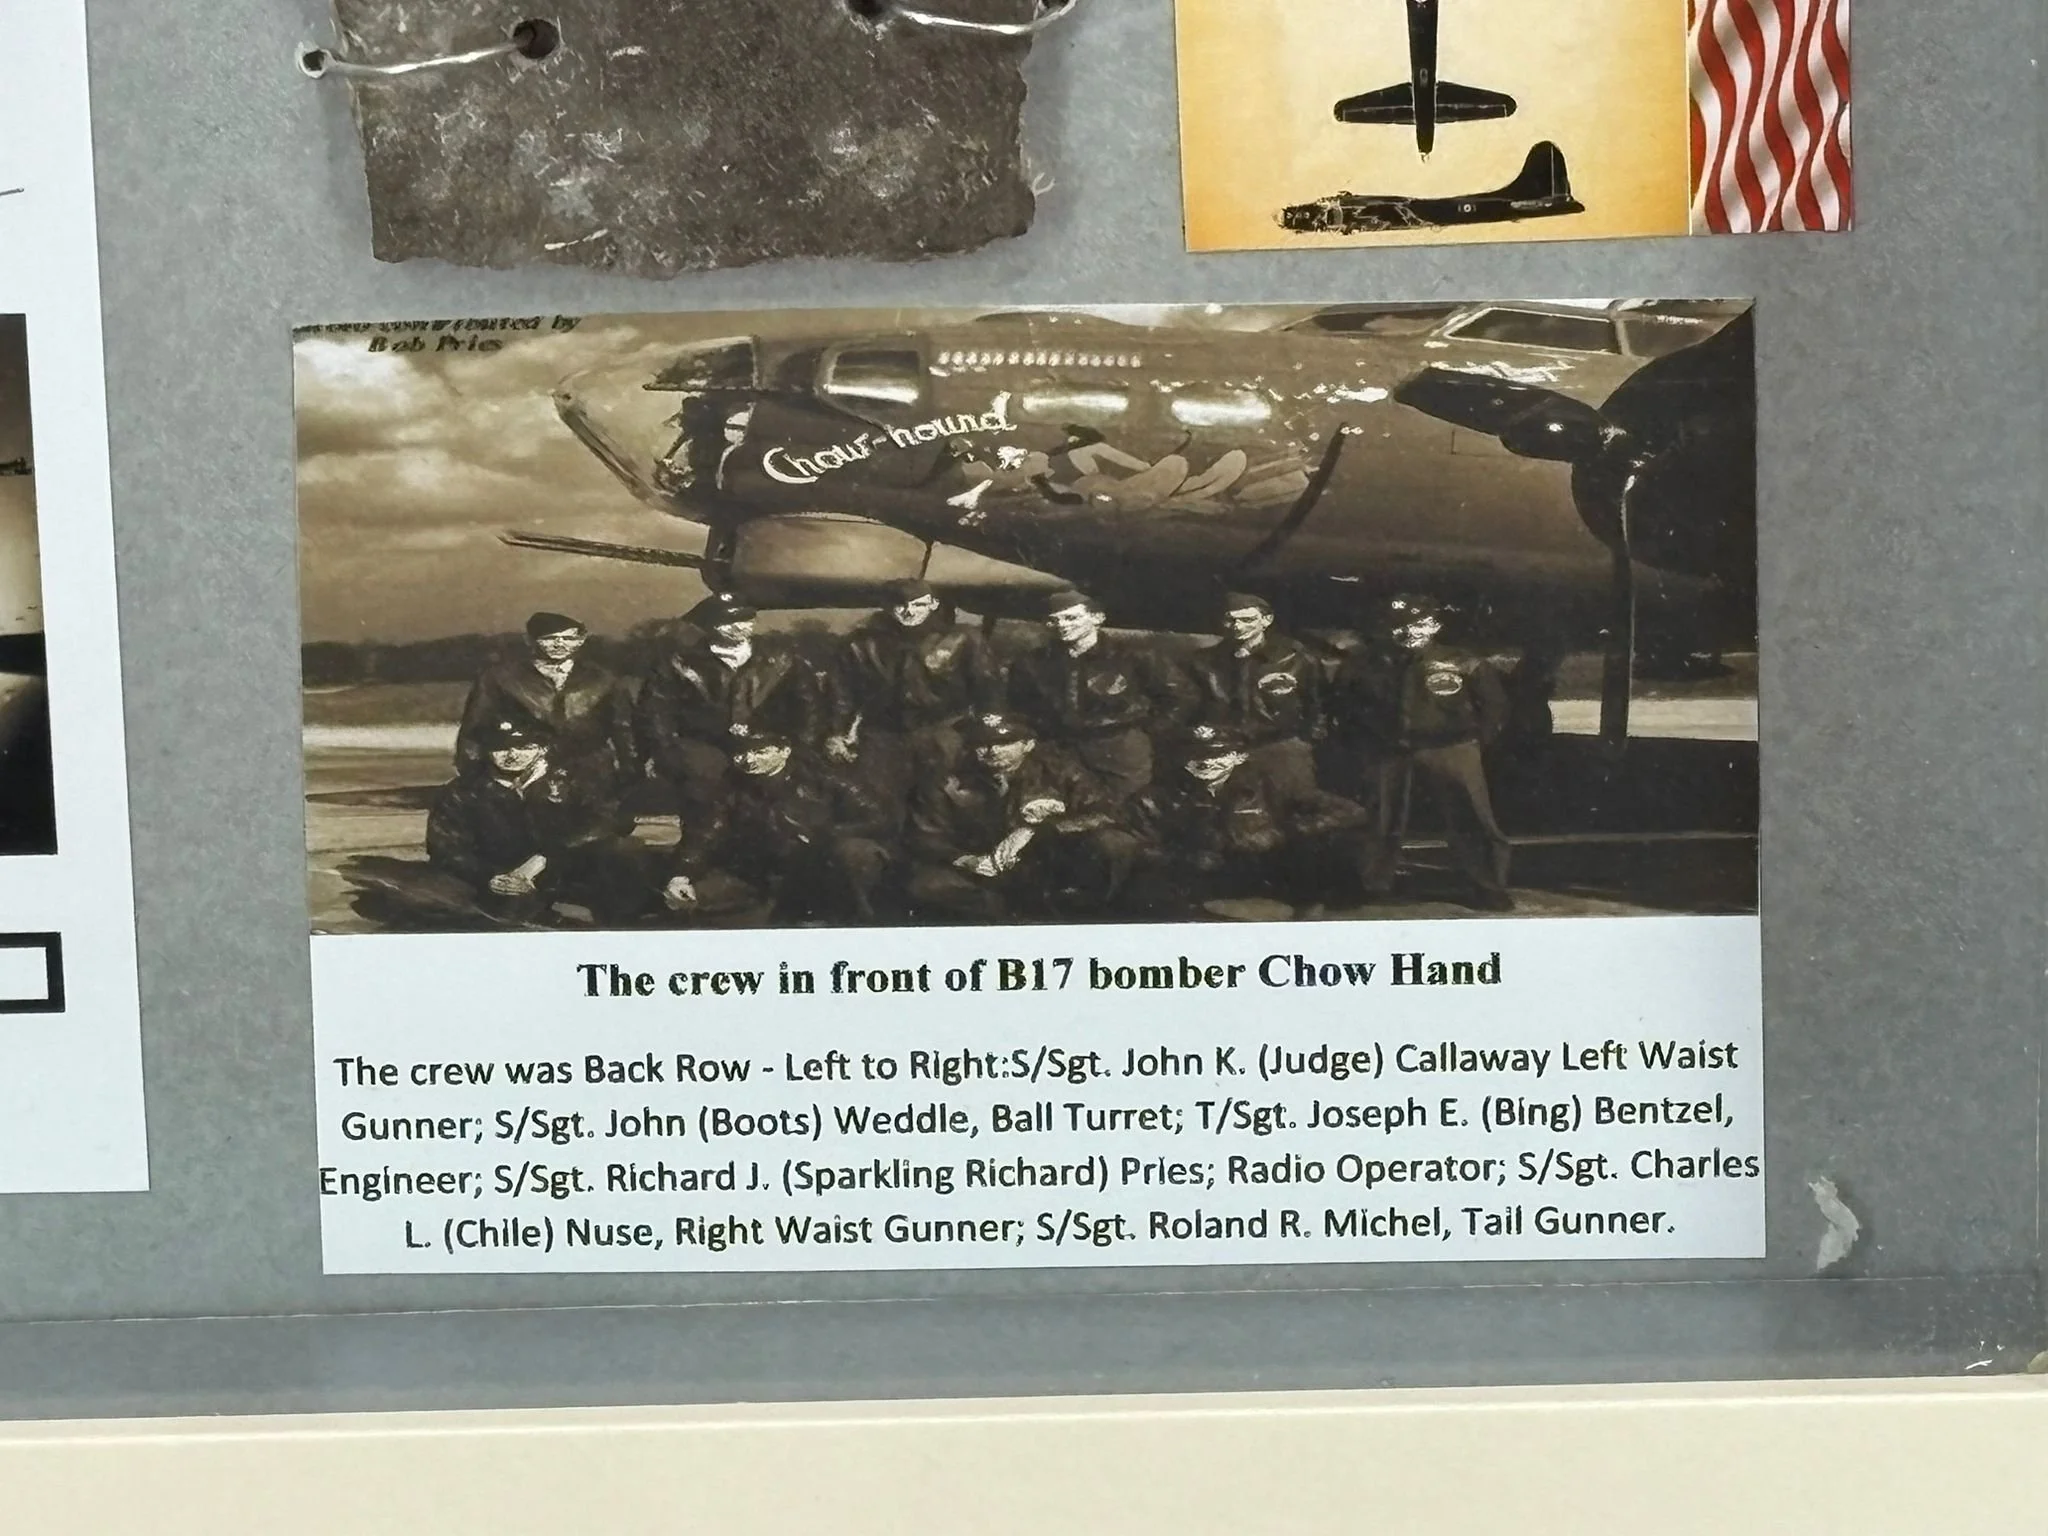 Contributed by
Bob Pries
Chow-hound
The crew in front of B17 bomber Chow Hand
The crew was Back Row - Left to Right:S/Sgt. John K. (Judge) Callaway Left Waist
Gunner; S/Sgt. John (Boots) Weddle, Ball Turret; T/Sgt. Joseph E. (Bing) Bentzel,
Engineer; S/Sgt. Richard J. (Sparkling Richard) Pries; Radio Operator; S/Sgt. Charles
L. (Chile) Nuse, Right Waist Gunner; S/Sgt. Roland R. Michel, Tail Gunner.